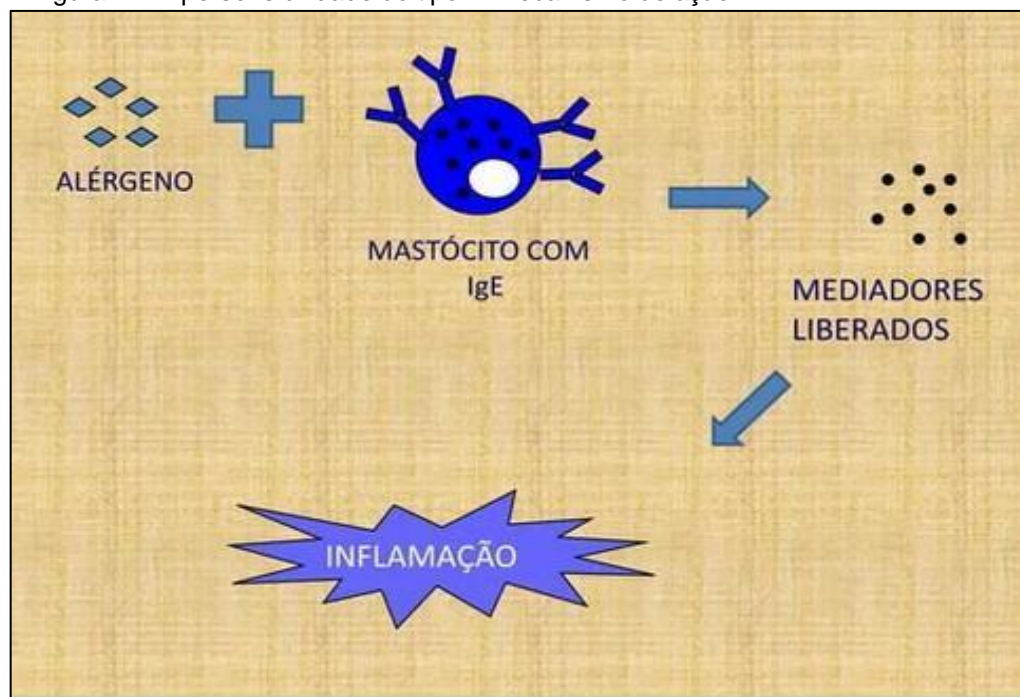 ALÉRGENO
MASTÓCITO COM
IgE
MEDIADORES
LIBERADOS
INFLAMAÇÃO